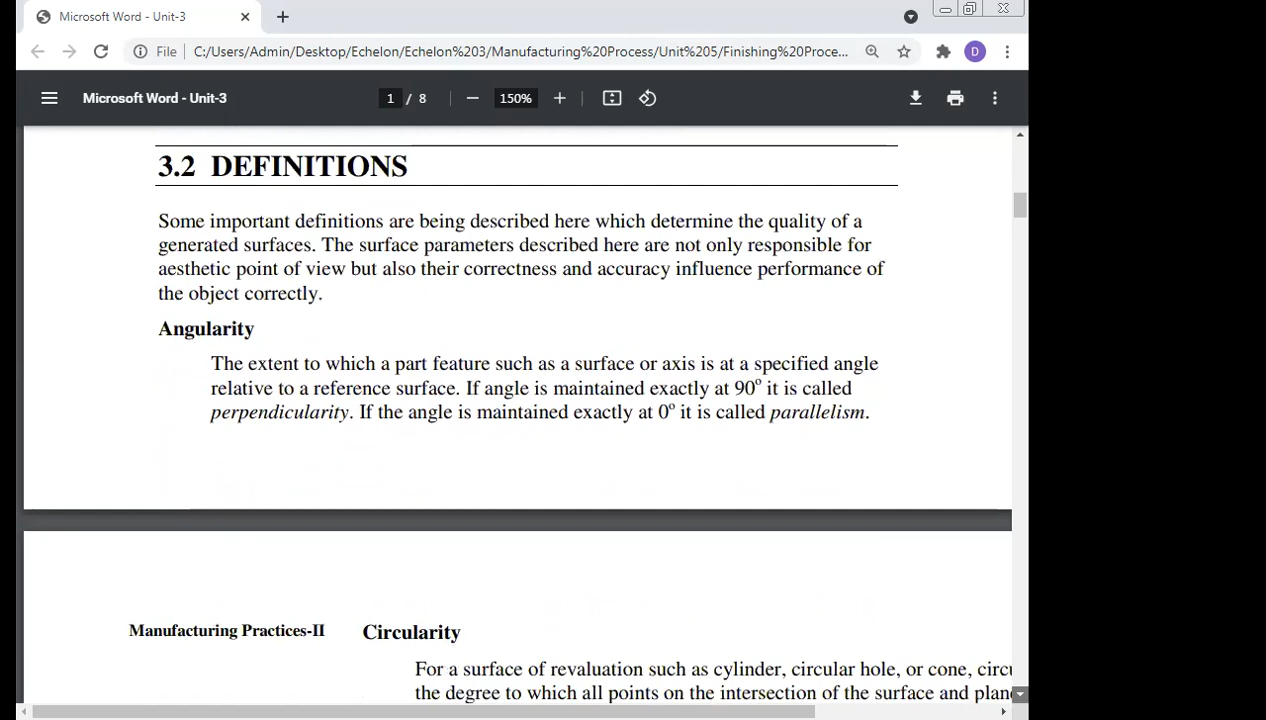 Microsoft Word - Unit-3
File C:/Users/Admin/Desktop/Echelon/Echelon%203/Manufacturing%20Process/Unit%205/Finishing%20Proce...
D
Microsoft Word - Unit-3
1 / 8
150%
3.2 DEFINITIONS
Some important definitions are being described here which determine the quality of a
generated surfaces. The surface parameters described here are not only responsible for
aesthetic point of view but also their correctness and accuracy influence performance of
the object correctly.
Angularity
The extent to which a part feature such as a surface or axis is at a specified angle
relative to a reference surface. If angle is maintained exactly at 90o it is called
perpendicularity. If the angle is maintained exactly at 0o it is called parallelism.
Manufacturing Practices-II
Circularity
For a surface of revaluation such as cylinder, circular hole, or cone, circu
the degree to which all points on the intersection of the surface and plan